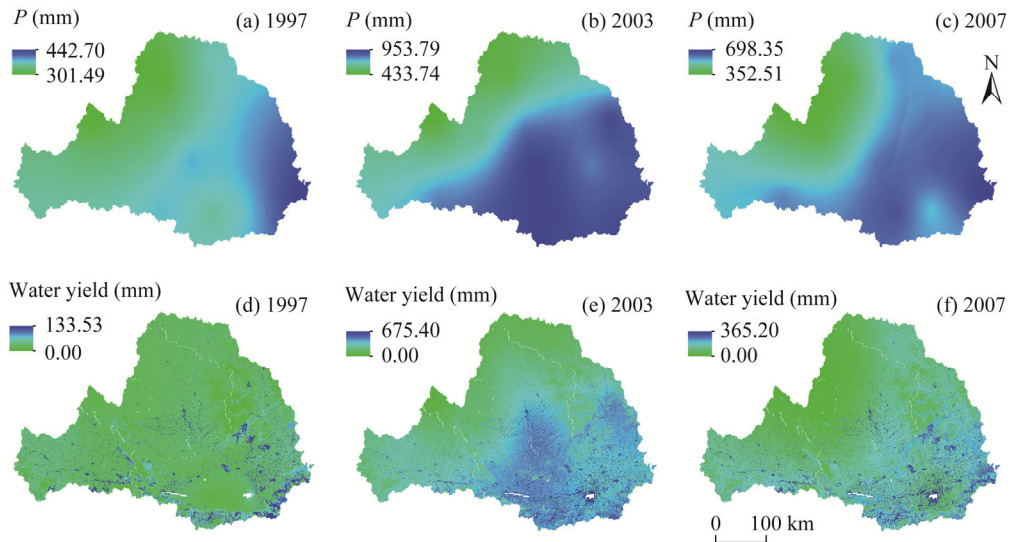 P (mm)
(a) 1997
442.70
301.49
P (mm)
(b) 2003
953.79
433.74
P (mm)
(c) 2007
698.35
352.51
N
Water yield (mm)
(d) 1997
133.53
0.00
Water yield (mm)
(e) 2003
675.40
0.00
Water yield (mm)
(f) 2007
365.20
0.00
0 100 km